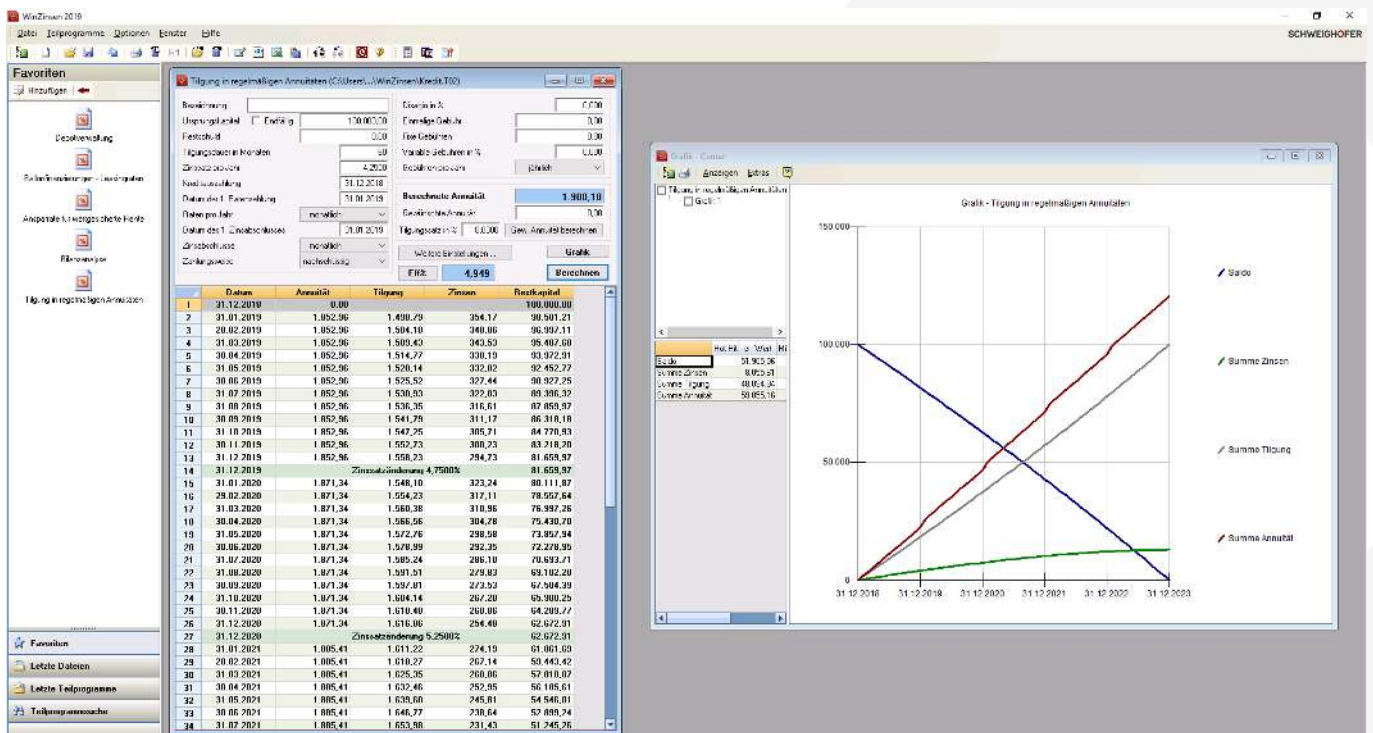 WinZinsen 2019
Datei Teilprogramme Optionen Fenster Hilfe
SCHWEIGHOFER
Favoriten
Hinzufügen
Depotverwaltung
Bilanzanalyse
Tilgung in regelmäßigen Annuitäten
Favoriten
Letzte Dateien
Letzte Teilprogramme
Teilprogrammsuche
Tilgung in regelmäßigen Annuitäten (C:\Users\...\WinZinsen\Kredit.T02)
Bezeichnung
Ursprungskapital Endfällig 100.000,00
Restschuld 0,00
Tilgungsdauer in Monaten 60
Zinssatz pro Jahr 4,2500
Kreditauszahlung 31.12.2018
Datum der 1. Ratenzahlung 31.01.2019
Raten pro Jahr monatlich
Datum des 1. Zinsabschlusses 31.01.2019
Zinsabschlüsse monatlich
Zahlungsweise nachschüssig
Disagio in % 0,000
Einmalige Gebühr 0,00
Fixe Gebühren 0,00
Variable Gebühren in % 0,000
Gebühren pro Jahr jährlich
Berechnete Annuität 1.900,10
Gewünschte Annuität 0,00
Tilgungssatz in % 0,0000 Gew. Annuität berechnen
Weitere Einstellungen ... Grafik
Eff.% 4,949 Berechnen
Datum Annuität Tilgung Zinsen Restkapital
1 31.12.2018 0,00 100.000,00
2 31.01.2019 1.852,96 1.498,79 354,17 98.501,21
3 28.02.2019 1.852,96 1.504,10 348,86 96.997,11
4 31.03.2019 1.852,96 1.509,43 343,53 95.487,68
5 30.04.2019 1.852,96 1.514,77 338,19 93.972,91
6 31.05.2019 1.852,96 1.520,14 332,82 92.452,77
7 30.06.2019 1.852,96 1.525,52 327,44 90.927,25
8 31.07.2019 1.852,96 1.530,93 322,03 89.396,32
9 31.08.2019 1.852,96 1.536,35 316,61 87.859,97
10 30.09.2019 1.852,96 1.541,79 311,17 86.318,18
11 31.10.2019 1.852,96 1.547,25 305,71 84.770,93
12 30.11.2019 1.852,96 1.552,73 300,23 83.218,20
13 31.12.2019 1.852,96 1.558,23 294,73 81.659,97
14 31.12.2019 Zinssatzänderung 4,7500% 81.659,97
15 31.01.2020 1.871,34 1.548,10 323,24 80.111,87
16 29.02.2020 1.871,34 1.554,23 317,11 78.557,64
17 31.03.2020 1.871,34 1.560,38 310,96 76.997,26
18 30.04.2020 1.871,34 1.566,56 304,78 75.430,70
19 31.05.2020 1.871,34 1.572,76 298,58 73.857,94
20 30.06.2020 1.871,34 1.578,99 292,35 72.278,95
21 31.07.2020 1.871,34 1.585,24 286,10 70.693,71
22 31.08.2020 1.871,34 1.591,51 279,83 69.102,20
23 30.09.2020 1.871,34 1.597,81 273,53 67.504,39
24 31.10.2020 1.871,34 1.604,14 267,20 65.900,25
25 30.11.2020 1.871,34 1.610,48 260,86 64.289,77
26 31.12.2020 1.871,34 1.616,86 254,48 62.672,91
27 31.12.2020 Zinssatzänderung 5,2500% 62.672,91
28 31.01.2021 1.885,41 1.611,22 274,19 61.061,69
29 28.02.2021 1.885,41 1.618,27 267,14 59.443,42
30 31.03.2021 1.885,41 1.625,35 260,06 57.818,07
31 30.04.2021 1.885,41 1.632,46 252,95 56.185,61
32 31.05.2021 1.885,41 1.639,60 245,81 54.546,01
33 30.06.2021 1.885,41 1.646,77 238,64 52.899,24
34 31.07.2021 1.885,41 1.653,98 231,43 51.245,26
Grafik - Center
Anzeigen Extras
Tilgung in regelmäßigen Annuitäten
Grafik 1
Saldo
Summe Zinsen
Summe Tilgung
Summe Annuität
Grafik - Tilgung in regelmäßigen Annuitäten
150.000
100.000
50.000
0
31.12.2018 31.12.2019 31.12.2020 31.12.2021 31.12.2022 31.12.2023
Saldo
Summe Zinsen
Summe Tilgung
Summe Annuität